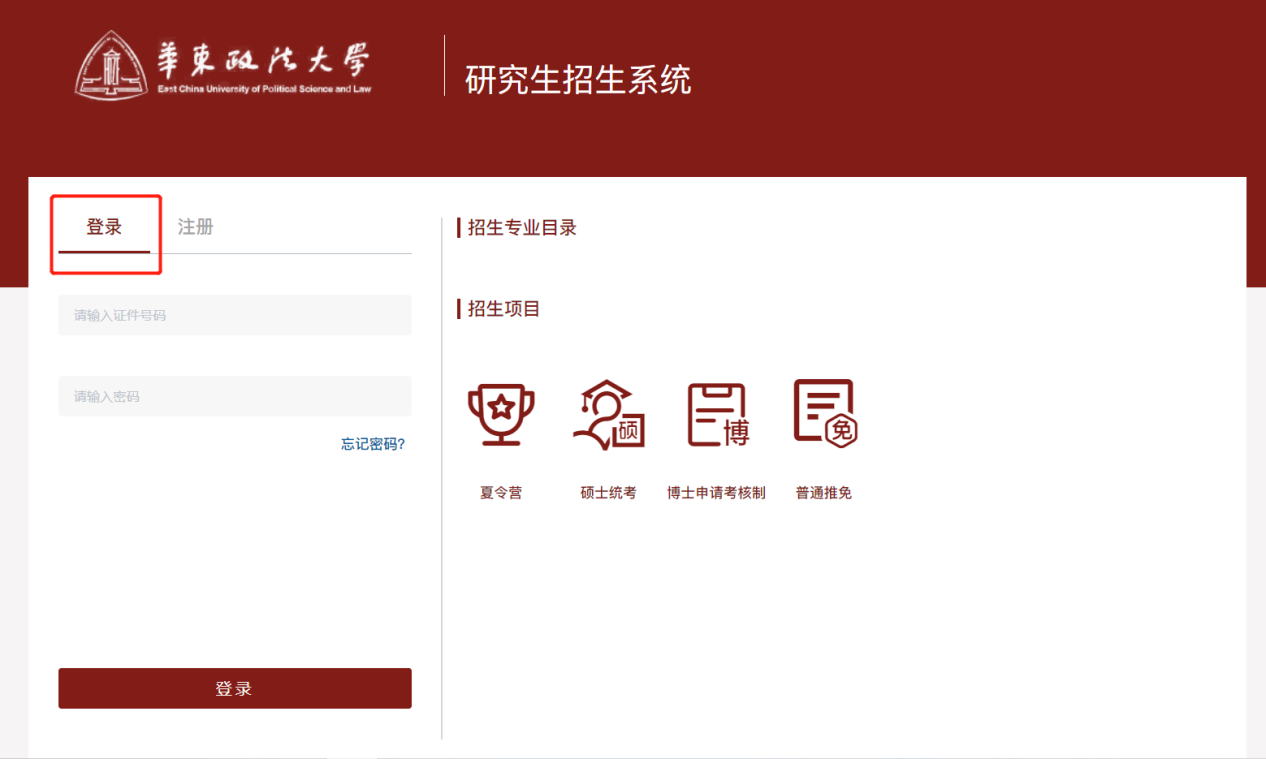 華東政法大學
East China University of Political Science and Law
研究生招生系统
登录
注册
请输入证件号码
请输入密码
忘记密码?
登录
招生专业目录
招生项目
硕
博
免
夏令营
硕士统考
博士申请考核制
普通推免